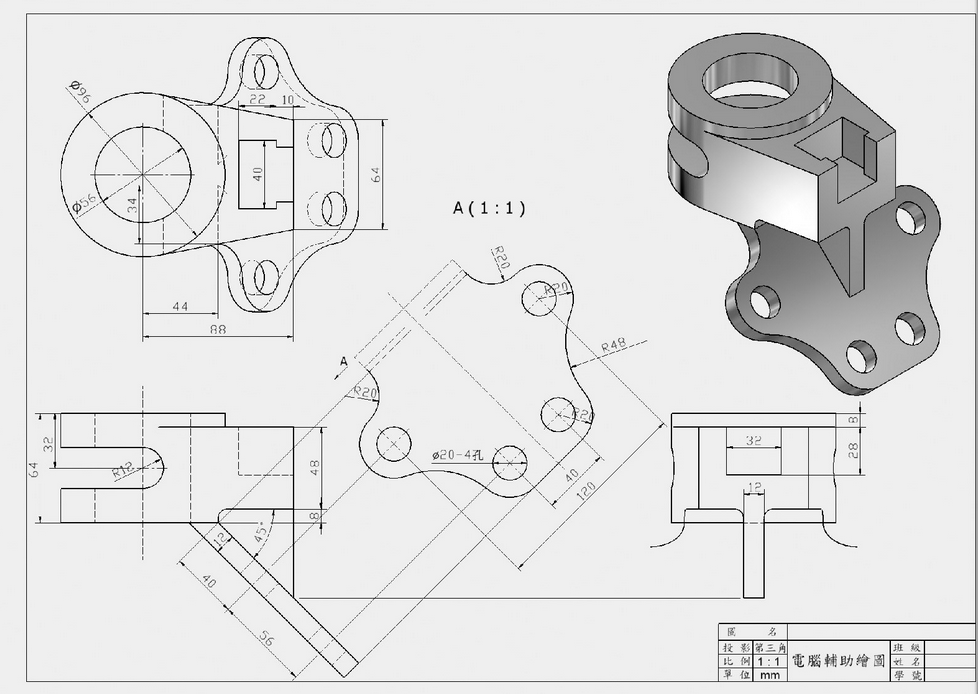 Ø96
22 10
40
64
Ø56
34
44
88
A(1:1)
R20
R20
R48
A
R20
R20
Ø20-4孔
40
120
64
32
R12
48
8
45°
12
40
56
8
32
28
12
圖 名
投 影 第三角
比 例 1:1
單 位 mm
電腦輔助繪圖
班 級
姓 名
學 號